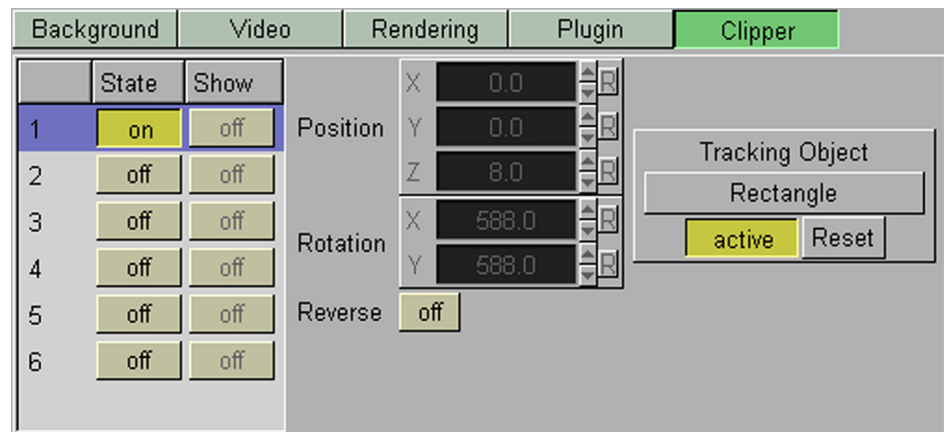 Background Video Rendering Plugin Clipper
State Show
1 on off
2 off off
3 off off
4 off off
5 off off
6 off off
Position
X 0.0 R
Y 0.0 R
Z 8.0 R
Rotation
X 588.0 R
Y 588.0 R
Reverse off
Tracking Object
Rectangle
active Reset